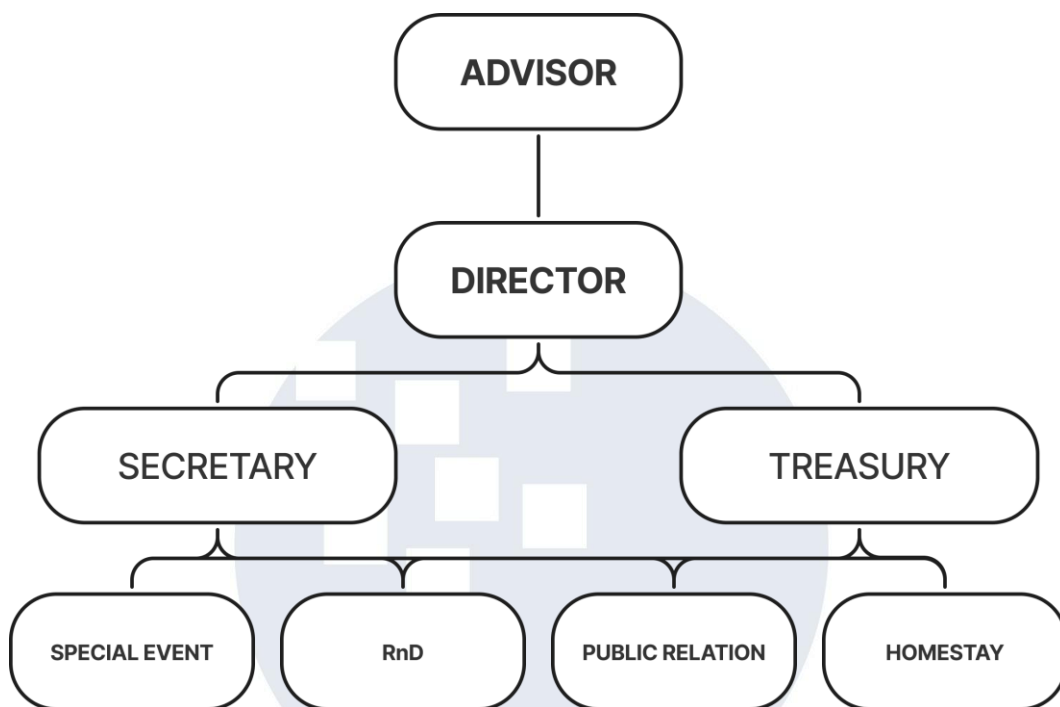 ADVISOR
DIRECTOR
SECRETARY
TREASURY
SPECIAL EVENT
RnD
PUBLIC RELATION
HOMESTAY